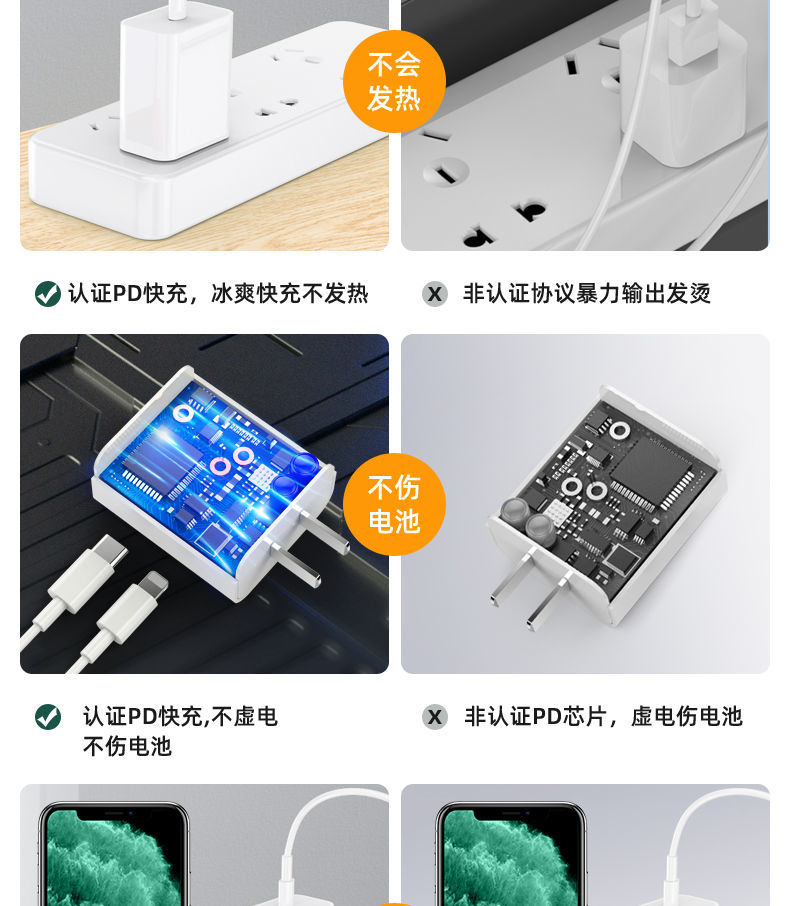 不会
发热
认证PD快充，冰爽快充不发热
X 非认证协议暴力输出发烫
不伤
电池
认证PD快充,不虚电
不伤电池
X 非认证PD芯片，虚电伤电池